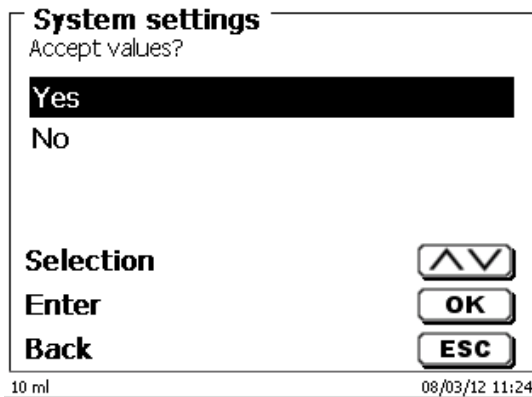 System settings
Accept values?
Yes
No
Selection
Enter OK
Back ESC
10 ml 08/03/12 11:24